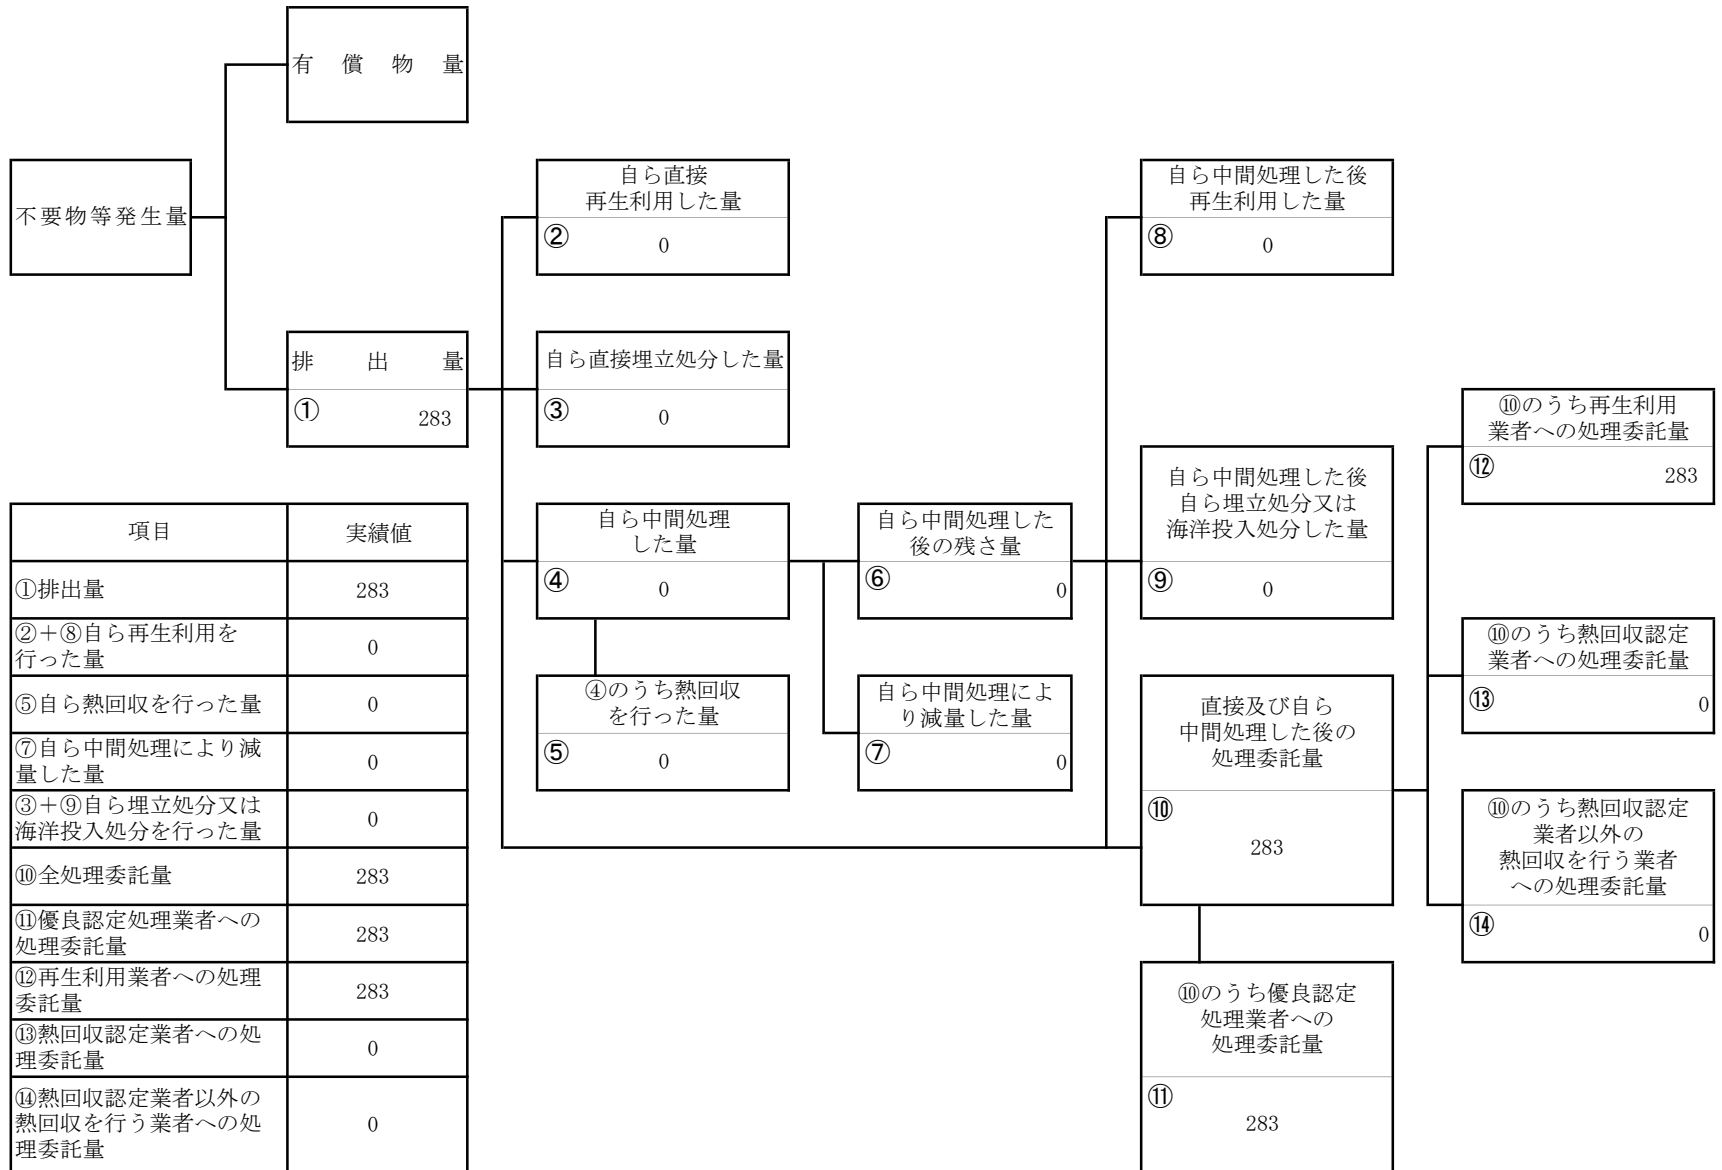 有償物量
不要物等発生量
排出量
①
283
自ら直接
再生利用した量
②
0
自ら直接埋立処分した量
③
0
自ら中間処理
した量
④
0
④のうち熱回収
を行った量
⑤
0
自ら中間処理した
後の残さ量
⑥
0
自ら中間処理によ
り減量した量
⑦
0
自ら中間処理した後
再生利用した量
⑧
0
自ら中間処理した後
自ら埋立処分又は
海洋投入処分した量
⑨
0
直接及び自ら
中間処理した後の
処理委託量
⑩
283
⑩のうち優良認定
処理業者への
処理委託量
⑪
283
⑩のうち再生利用
業者への処理委託量
⑫
283
⑩のうち熱回収認定
業者への処理委託量
⑬
0
⑩のうち熱回収認定
業者以外の
熱回収を行う業者
への処理委託量
⑭
0
項目 実績値
①排出量 283
②＋⑧自ら再生利用を
行った量 0
⑤自ら熱回収を行った量 0
⑦自ら中間処理により減
量した量 0
③＋⑨自ら埋立処分又は
海洋投入処分を行った量 0
⑩全処理委託量 283
⑪優良認定処理業者への
処理委託量 283
⑫再生利用業者への処理
委託量 283
⑬熱回収認定業者への処
理委託量 0
⑭熱回収認定業者以外の
熱回収を行う業者への処
理委託量 0